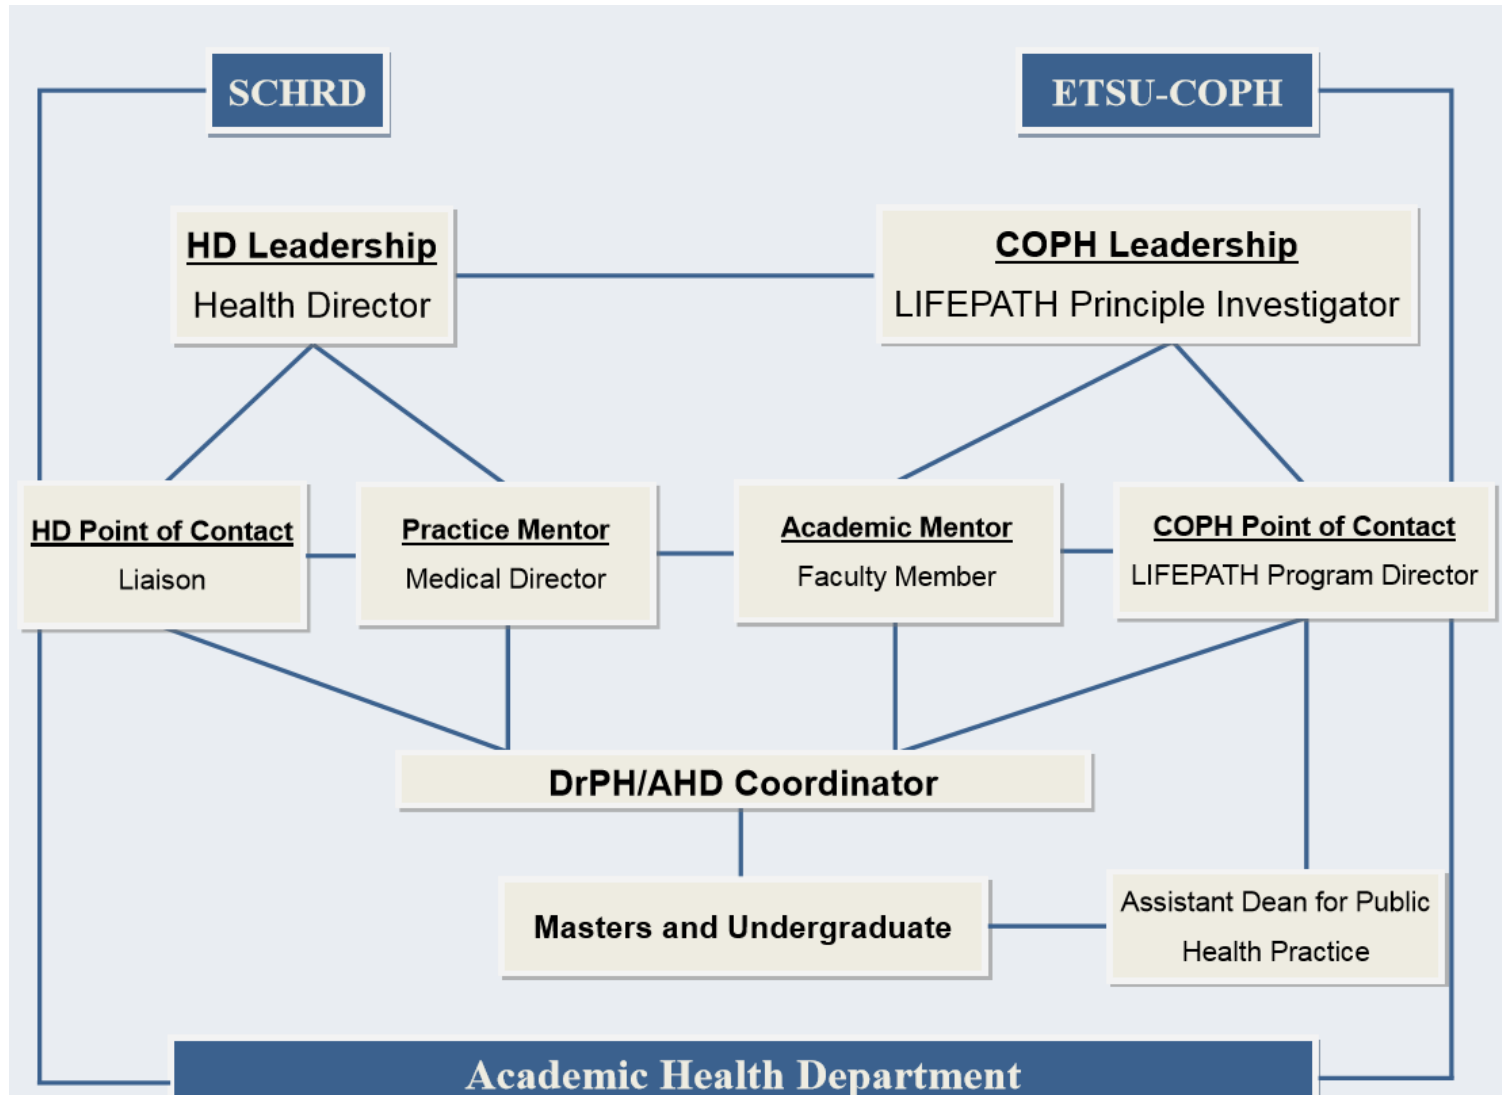 SCHRD
ETSU-COPH
HD Leadership
Health Director
COPH Leadership
LIFEPATH Principle Investigator
HD Point of Contact
Liaison
Practice Mentor
Medical Director
Academic Mentor
Faculty Member
COPH Point of Contact
LIFEPATH Program Director
DrPH/AHD Coordinator
Masters and Undergraduate
Assistant Dean for Public
Health Practice
Academic Health Department